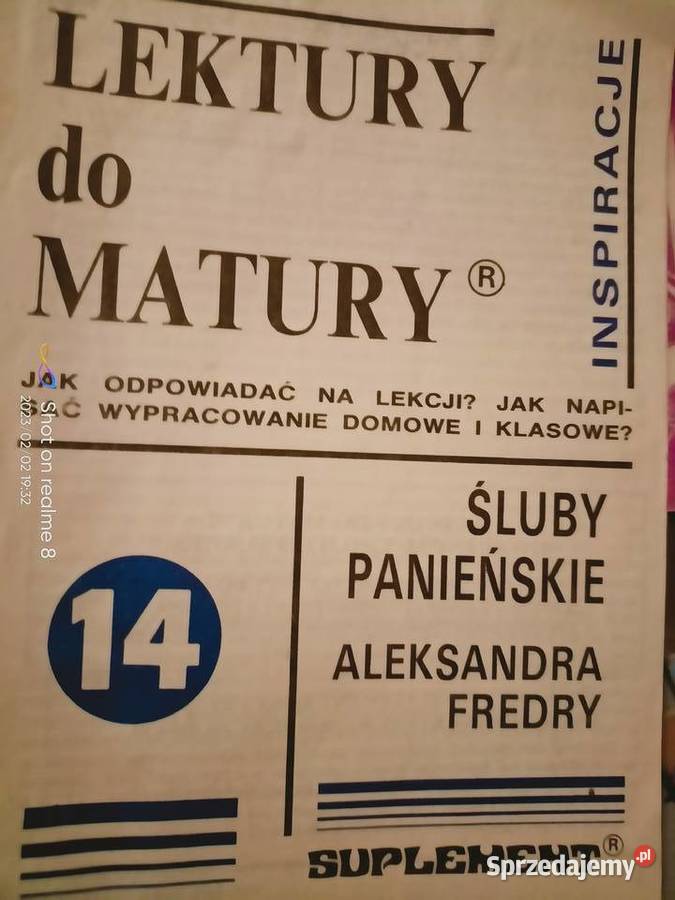 LEKTURY
do
MATURY ®
INSPIRACJE
JAK ODPOWIADAĆ NA LEKCJI? JAK NAPI-
SAĆ WYPRACOWANIE DOMOWE I KLASOWE?
Shot on realme 8
2023/02/02 19:32
14
ŚLUBY
PANIEŃSKIE
ALEKSANDRA
FREDRY
SUPLEMENT ®
Sprzedajemy.pl